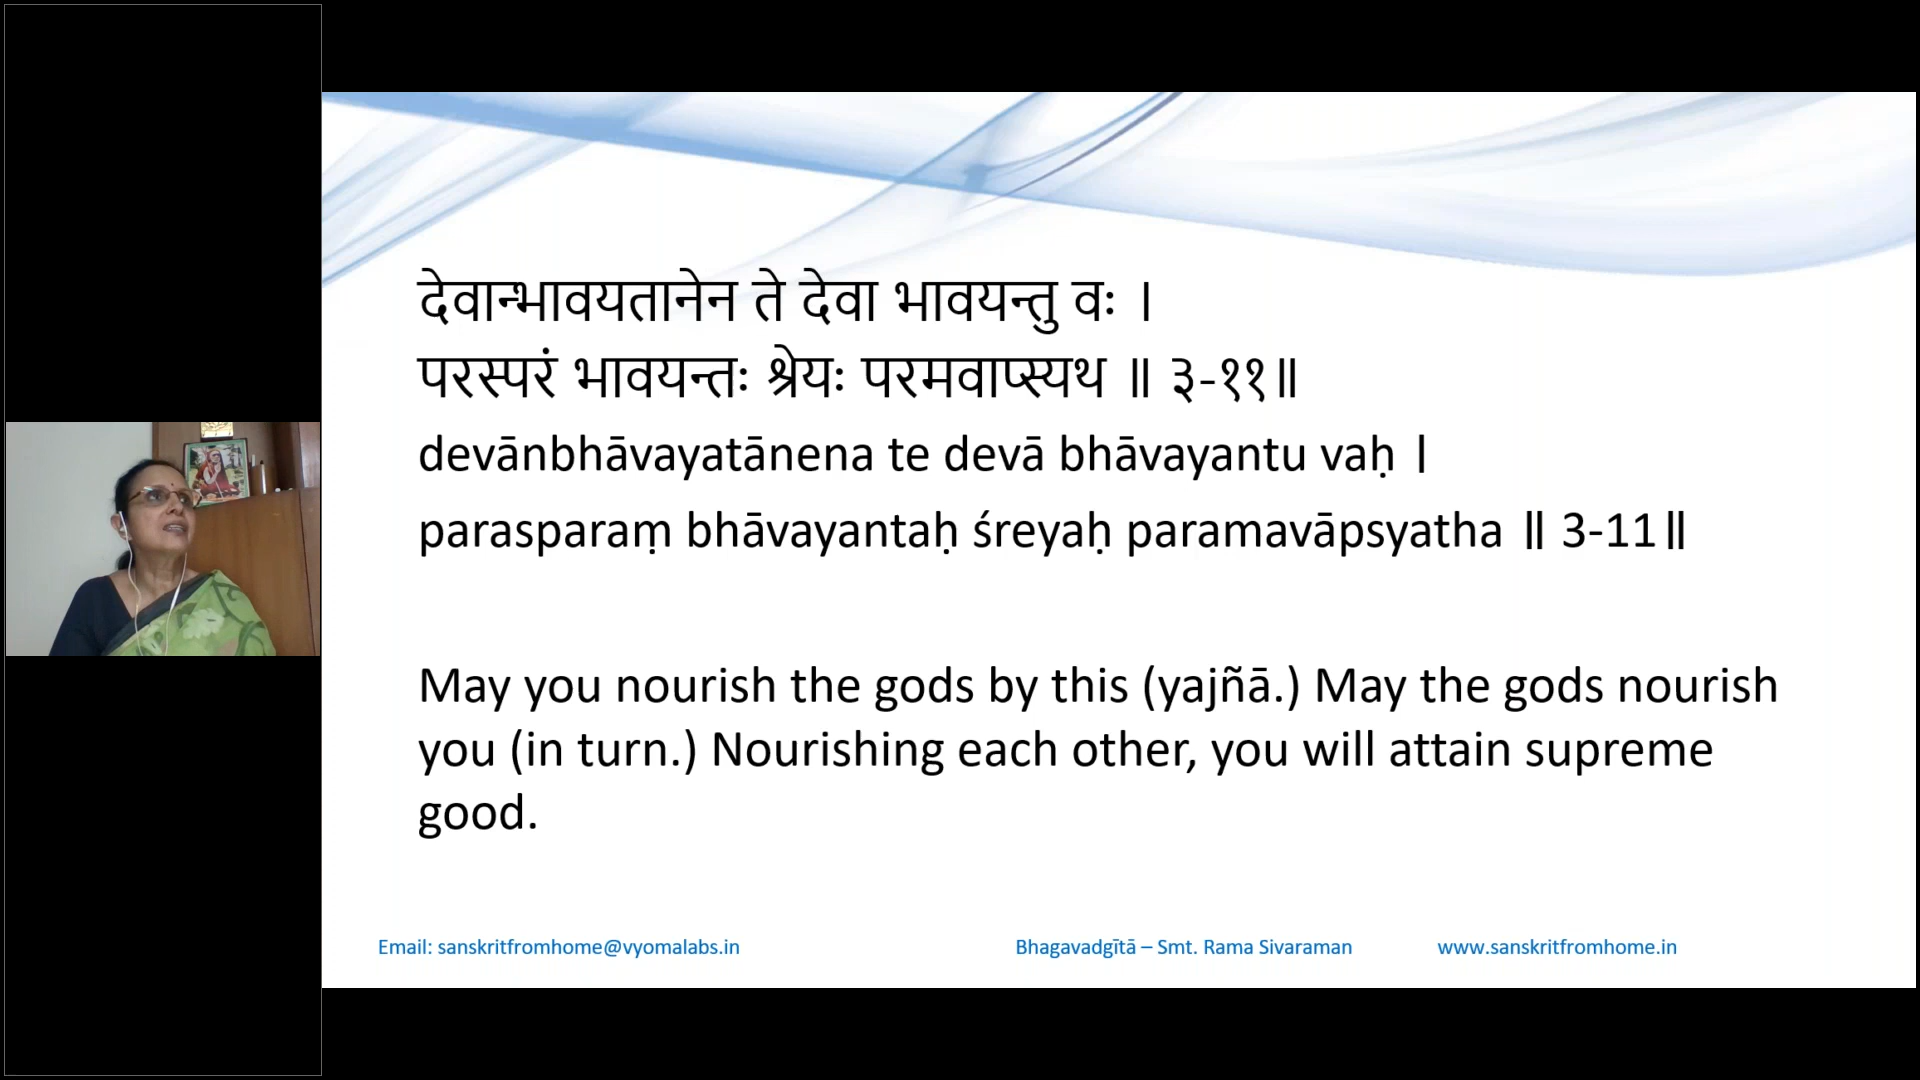 देवान्भावयतानेन ते देवा भावयन्तु वः ।
परस्परं भावयन्तः श्रेयः परमवाप्स्यथ ॥ ३-११॥
devānbhāvayatānena te devā bhāvayantu vaḥ |
parasparaṃ bhāvayantaḥ śreyaḥ paramavāpsyatha || 3-11||
May you nourish the gods by this (yajñā.) May the gods nourish
you (in turn.) Nourishing each other, you will attain supreme
good.
Email: sanskritfromhome@vyomalabs.in
Bhagavadgītā – Smt. Rama Sivaraman
www.sanskritfromhome.in